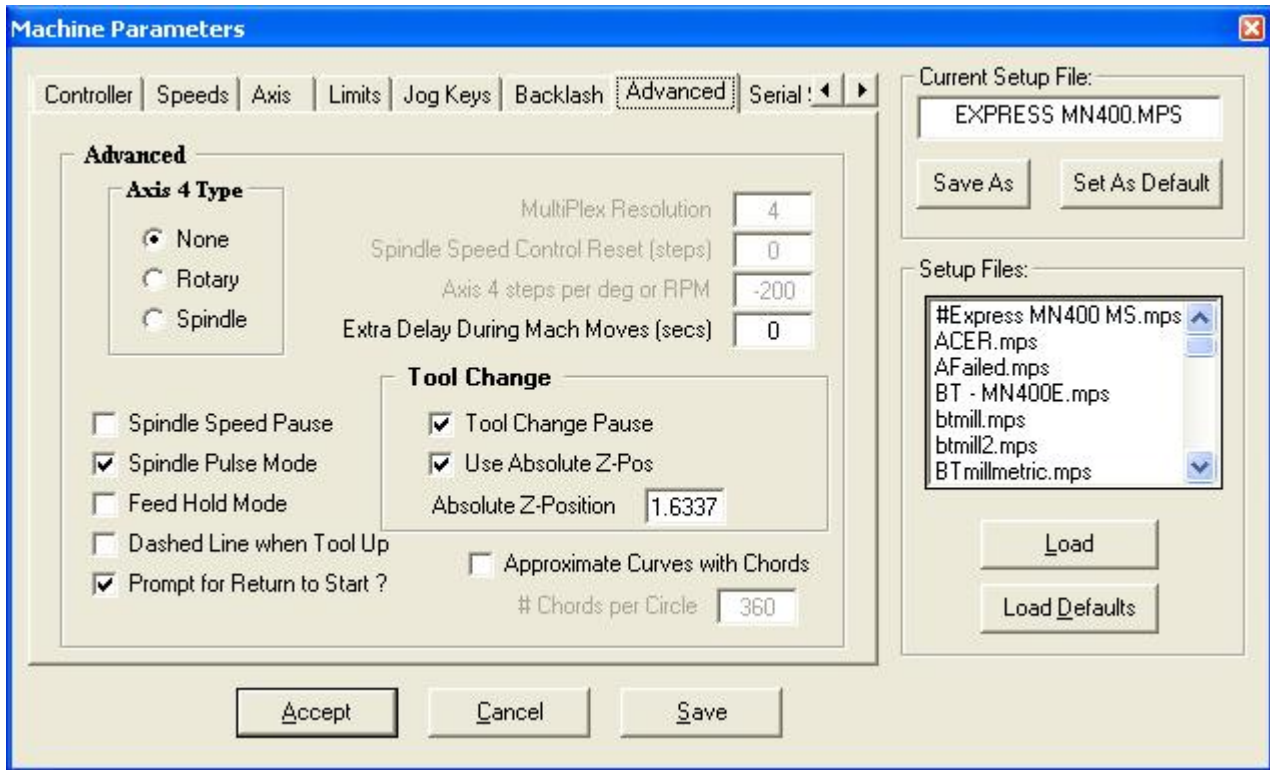 Machine Parameters
Controller Speeds Axis Limits Jog Keys Backlash Advanced Serial
Advanced
Axis 4 Type
None
Rotary
Spindle
MultiPlex Resolution 4
Spindle Speed Control Reset (steps) 0
Axis 4 steps per deg or RPM -200
Extra Delay During Mach Moves (secs) 0
Spindle Speed Pause
Spindle Pulse Mode
Feed Hold Mode
Dashed Line when Tool Up
Prompt for Return to Start ?
Tool Change
Tool Change Pause
Use Absolute Z-Pos
Absolute Z-Position 1.6337
Approximate Curves with Chords
# Chords per Circle 360
Current Setup File:
EXPRESS MN400.MPS
Save As Set As Default
Setup Files:
#Express MN400 MS.mps
ACER.mps
AFailed.mps
BT - MN400E.mps
btmill.mps
btmill2.mps
BTmillmetric.mps
Load
Load Defaults
Accept Cancel Save